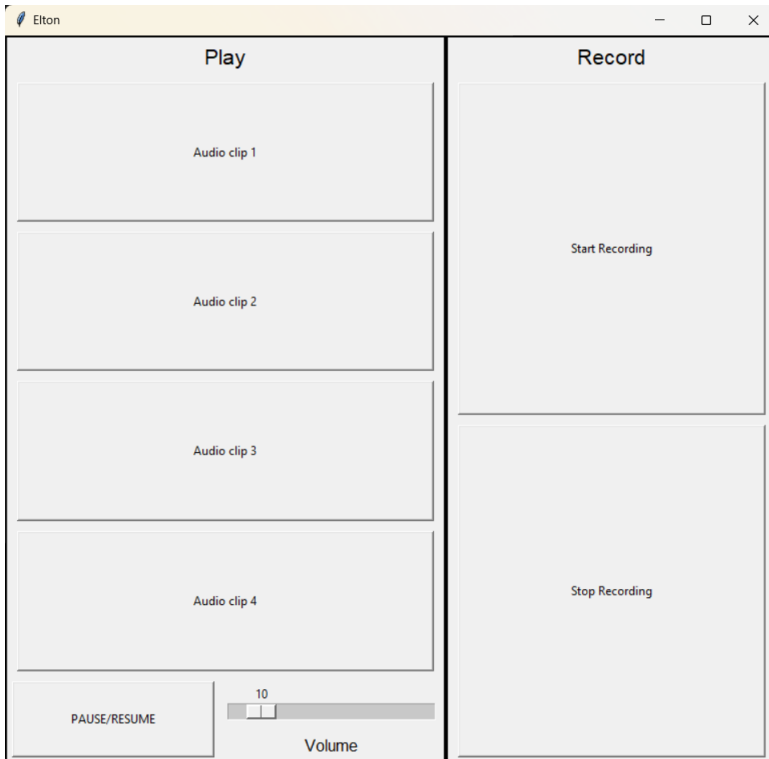 Elton
Play
Audio clip 1
Audio clip 2
Audio clip 3
Audio clip 4
PAUSE/RESUME
10
Volume
Record
Start Recording
Stop Recording